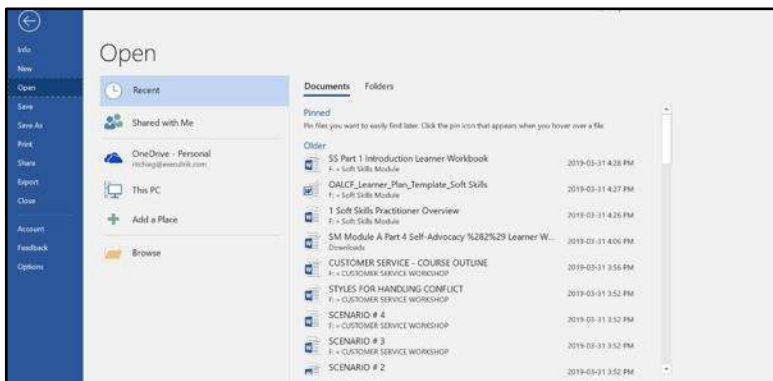 Info
New
Open
Save
Save As
Print
Share
Export
Close
Account
Feedback
Options
Open
Recent
Shared with Me
OneDrive - Personal
This PC
Add a Place
Browse
Documents Folders
Pinned
Pin files you want to easily find later. Click the pin icon that appears when you hover over a file.
Older
SS Part 1 Introduction Learner Workbook 2019-03-31 4:28 PM
F: » Soft Skills Module
OALCF_Learner_Plan_Template_Soft Skills 2019-03-31 4:27 PM
F: » Soft Skills Module
1 Soft Skills Practitioner Overview 2019-03-31 4:26 PM
F: » Soft Skills Module
SM Module A Part 4 Self-Advocacy %282%29 Learner W... 2019-03-31 4:06 PM
Downloads
CUSTOMER SERVICE - COURSE OUTLINE 2019-03-31 3:56 PM
F: » CUSTOMER SERVICE WORKSHOP
STYLES FOR HANDLING CONFLICT 2019-03-31 3:52 PM
F: » CUSTOMER SERVICE WORKSHOP
SCENARIO # 4 2019-03-31 3:52 PM
F: » CUSTOMER SERVICE WORKSHOP
SCENARIO # 3 2019-03-31 3:52 PM
F: » CUSTOMER SERVICE WORKSHOP
SCENARIO # 2 2019-03-31 3:52 PM